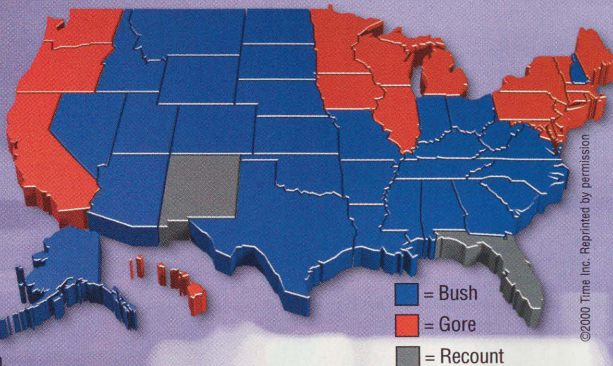 = Bush
= Gore
= Recount
©2000 Time Inc. Reprinted by permission